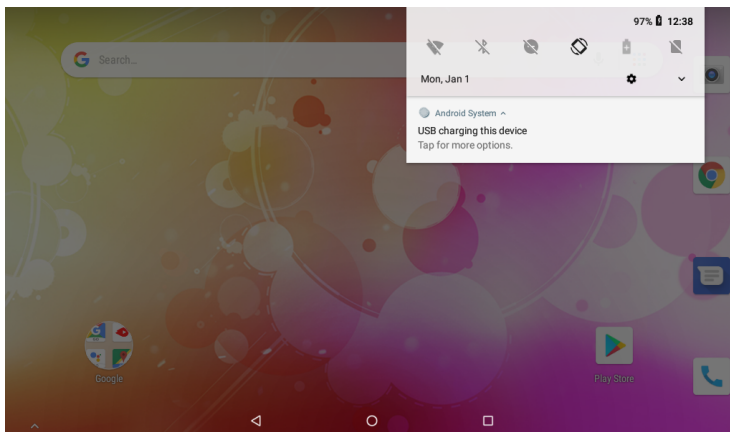 97% 12:38
Search...
Mon, Jan 1
Android System
USB charging this device
Tap for more options.
Google
Play Store